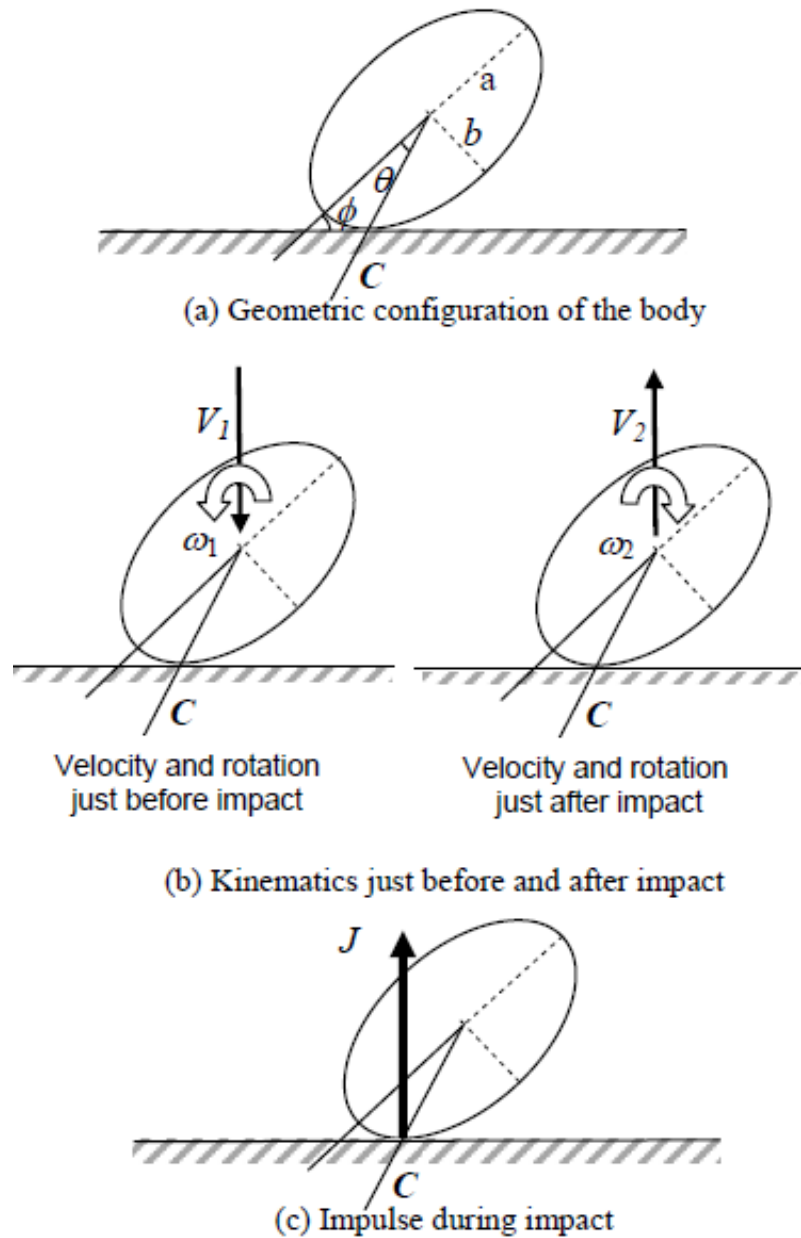 a
b
θ
ϕ
C
(a) Geometric configuration of the body
V1
V2
ω1
ω2
C
C
Velocity and rotation
just before impact
Velocity and rotation
just after impact
(b) Kinematics just before and after impact
J
C
(c) Impulse during impact